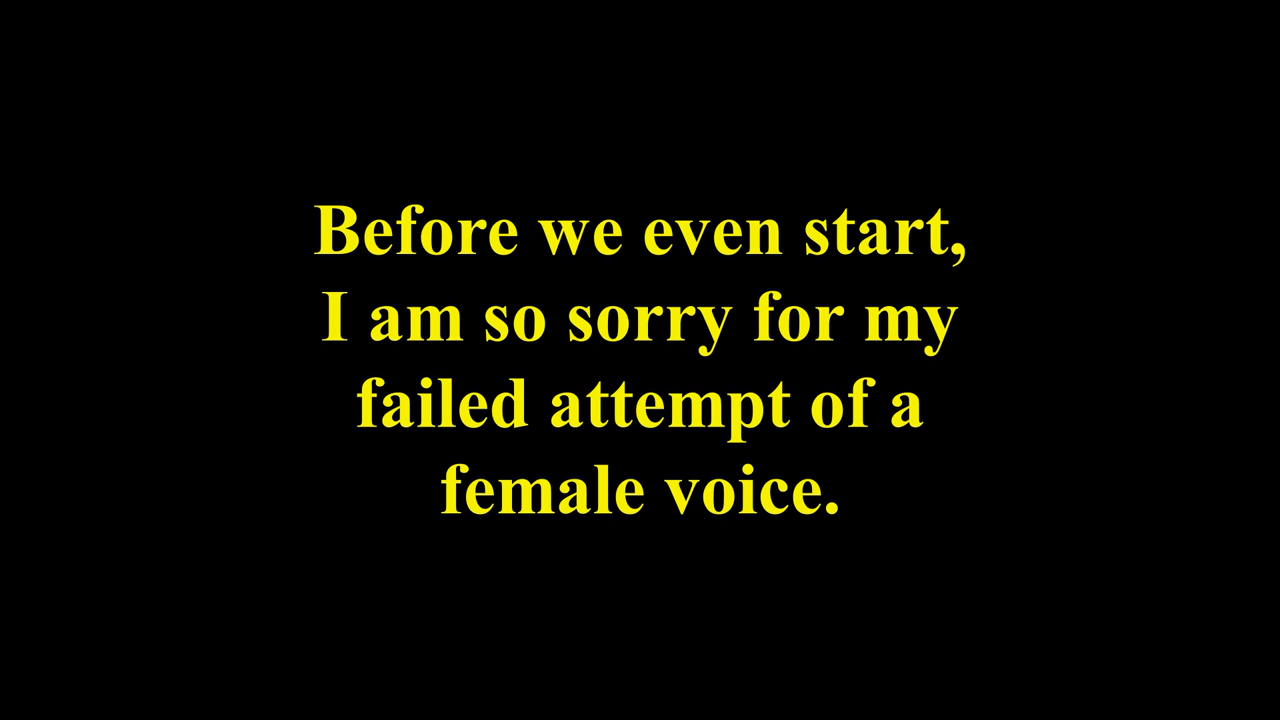 Before we even start,
I am so sorry for my
failed attempt of a
female voice.